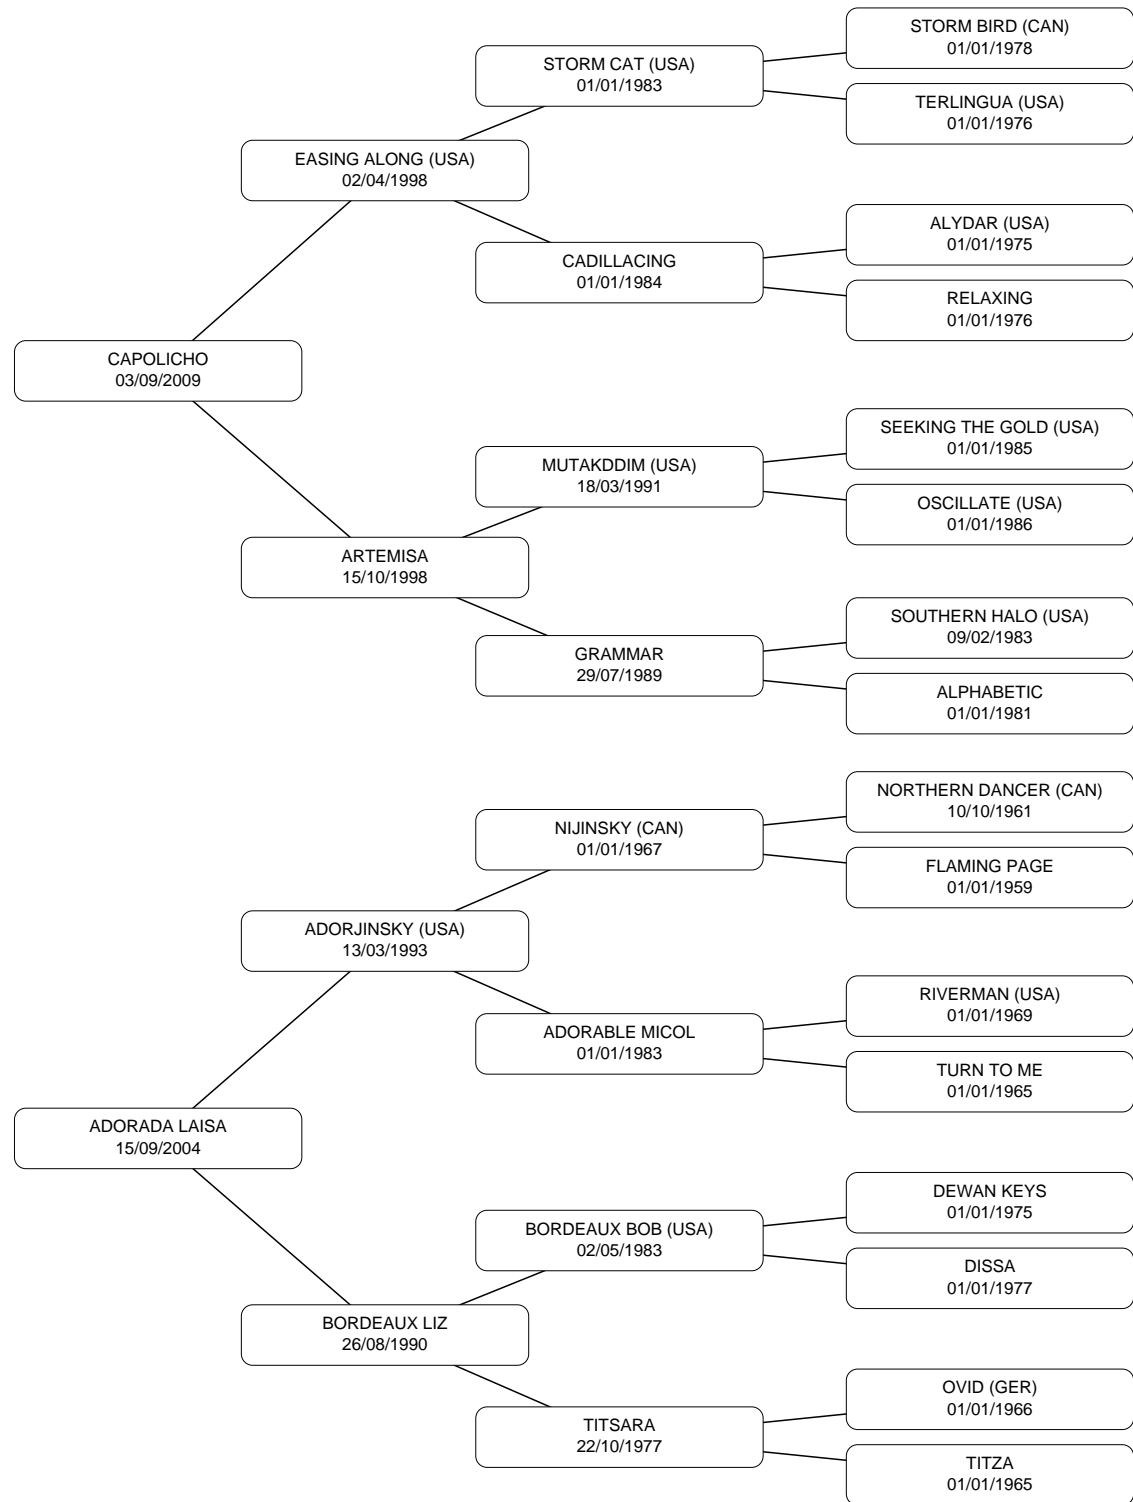 STORM BIRD (CAN)
01/01/1978
STORM CAT (USA)
01/01/1983
TERLINGUA (USA)
01/01/1976
EASING ALONG (USA)
02/04/1998
ALYDAR (USA)
01/01/1975
CADILLACING
01/01/1984
RELAXING
01/01/1976
CAPOLICHO
03/09/2009
SEEKING THE GOLD (USA)
01/01/1985
MUTAKDDIM (USA)
18/03/1991
OSCILLATE (USA)
01/01/1986
ARTEMISA
15/10/1998
SOUTHERN HALO (USA)
09/02/1983
GRAMMAR
29/07/1989
ALPHABETIC
01/01/1981
NORTHERN DANCER (CAN)
10/10/1961
NIJINSKY (CAN)
01/01/1967
FLAMING PAGE
01/01/1959
ADORJINSKY (USA)
13/03/1993
RIVERMAN (USA)
01/01/1969
ADORABLE MICOL
01/01/1983
TURN TO ME
01/01/1965
ADORADA LAISA
15/09/2004
DEWAN KEYS
01/01/1975
BORDEAUX BOB (USA)
02/05/1983
DISSA
01/01/1977
BORDEAUX LIZ
26/08/1990
OVID (GER)
01/01/1966
TITSARA
22/10/1977
TITZA
01/01/1965